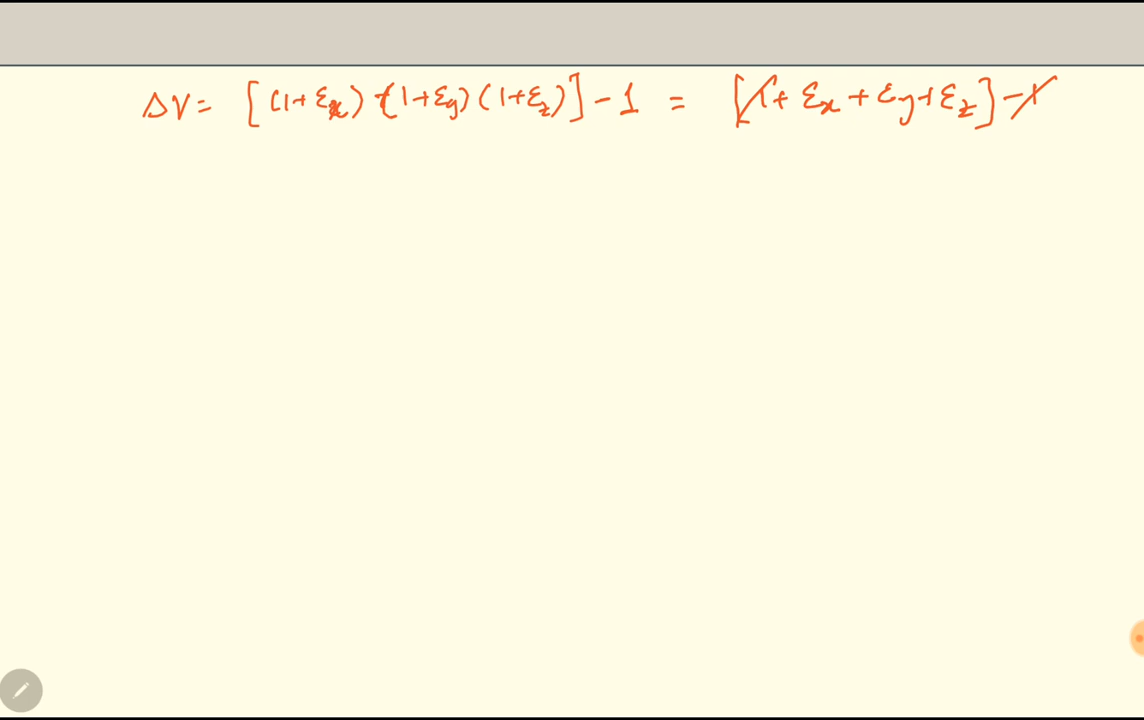 ΔV = [(1+εx)(1+εy)(1+εz)] - 1 = [1+εx+εy+εz] - 1